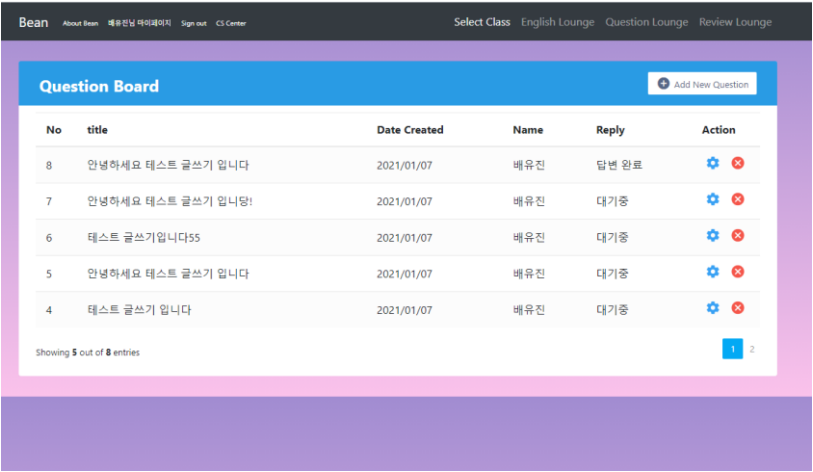 Bean About Bean 배유진님 마이페이지 Sign out CS Center Select Class English Lounge Question Lounge Review Lounge
Question Board Add New Question
No title Date Created Name Reply Action
8 안녕하세요 테스트 글쓰기 입니다 2021/01/07 배유진 답변 완료
7 안녕하세요 테스트 글쓰기 입니당! 2021/01/07 배유진 대기중
6 테스트 글쓰기입니다55 2021/01/07 배유진 대기중
5 안녕하세요 테스트 글쓰기 입니다 2021/01/07 배유진 대기중
4 테스트 글쓰기 입니다 2021/01/07 배유진 대기중
Showing 5 out of 8 entries 1 2